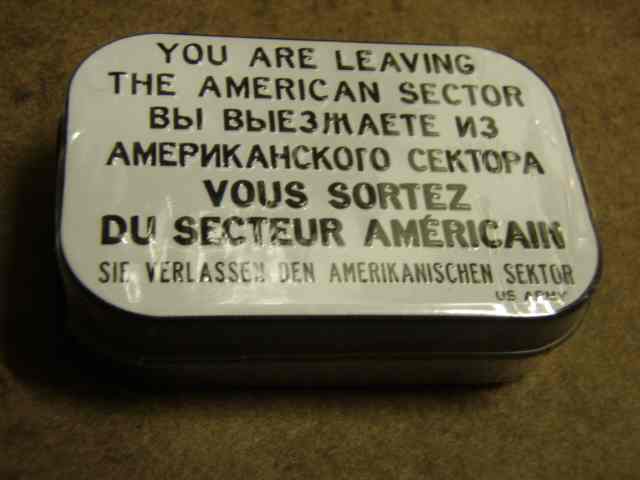 YOU ARE LEAVING
THE AMERICAN SECTOR
ВЫ ВЫЕЗЖАЕТЕ ИЗ
АМЕРИКАНСКОГО СЕКТОРА
VOUS SORTEZ
DU SECTEUR AMÉRICAIN
SIE VERLASSEN DEN AMERIKANISCHEN SEKTOR
US ARMY